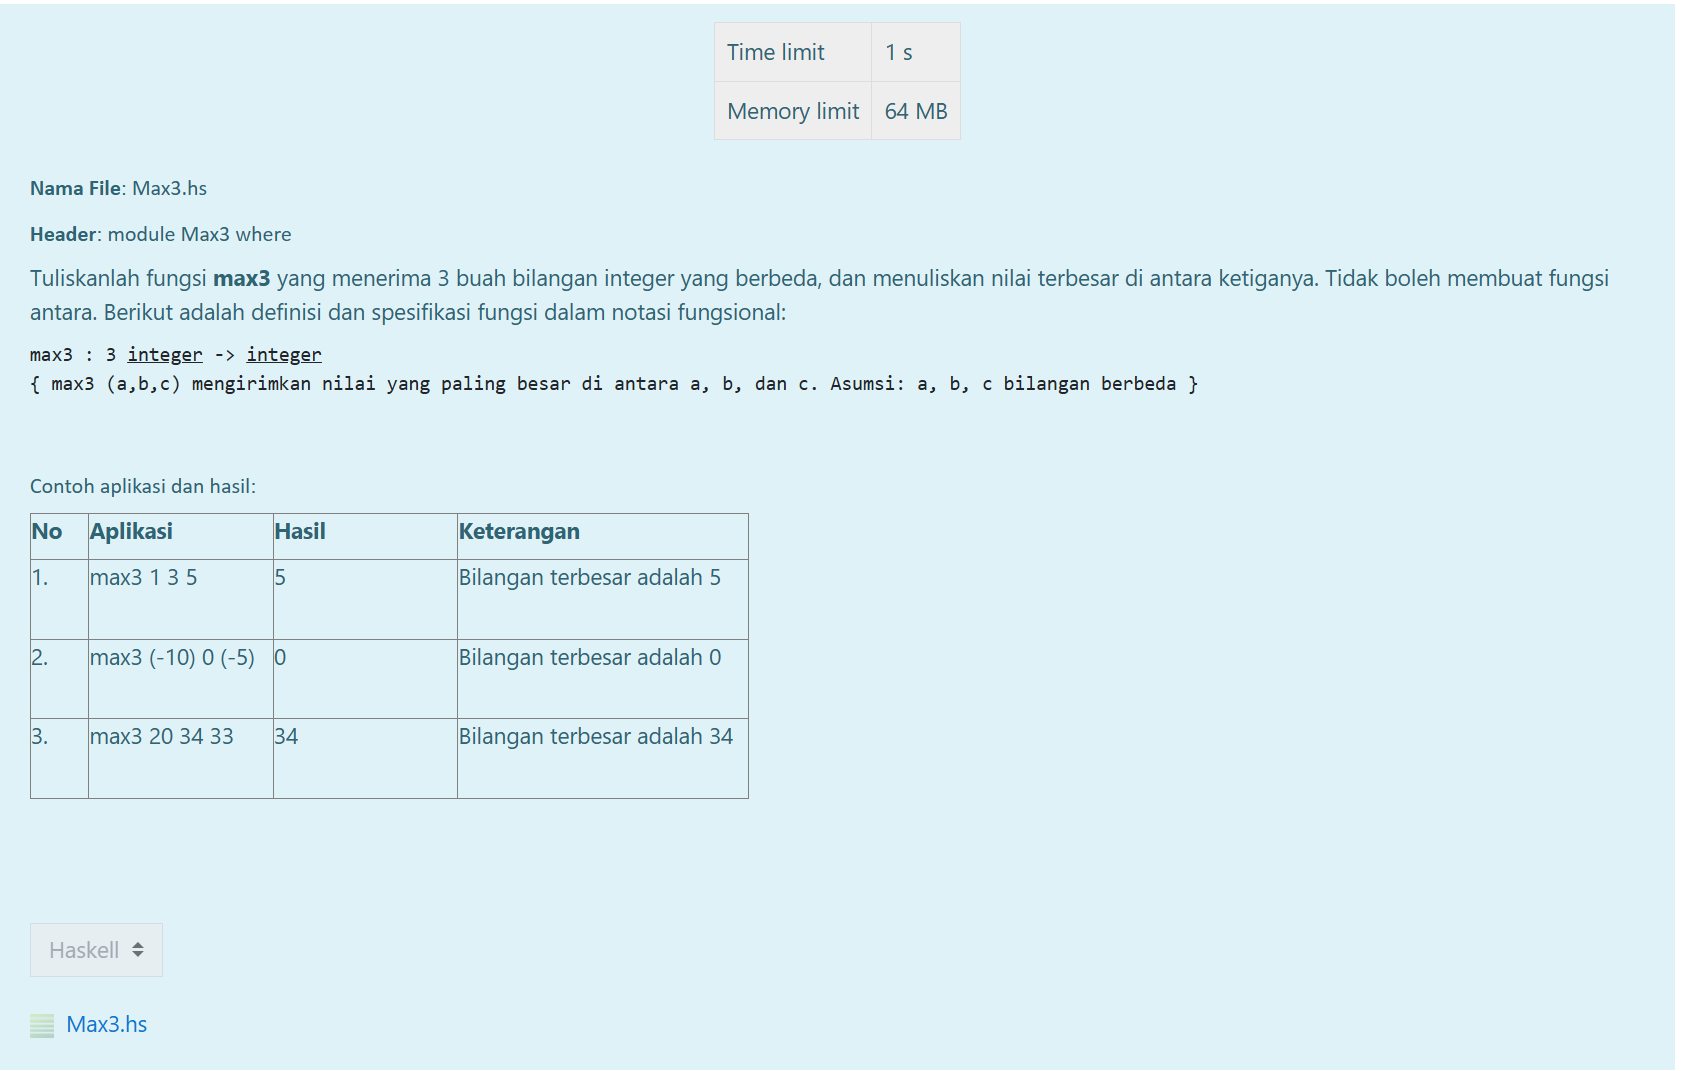 Time limit 1 s
Memory limit 64 MB
Nama File: Max3.hs
Header: module Max3 where
Tuliskanlah fungsi max3 yang menerima 3 buah bilangan integer yang berbeda, dan menuliskan nilai terbesar di antara ketiganya. Tidak boleh membuat fungsi
antara. Berikut adalah definisi dan spesifikasi fungsi dalam notasi fungsional:
max3 : 3 integer -> integer
{ max3 (a,b,c) mengirimkan nilai yang paling besar di antara a, b, dan c. Asumsi: a, b, c bilangan berbeda }
Contoh aplikasi dan hasil:
No Aplikasi Hasil Keterangan
1. max3 1 3 5 5 Bilangan terbesar adalah 5
2. max3 (-10) 0 (-5) 0 Bilangan terbesar adalah 0
3. max3 20 34 33 34 Bilangan terbesar adalah 34
Haskell
Max3.hs